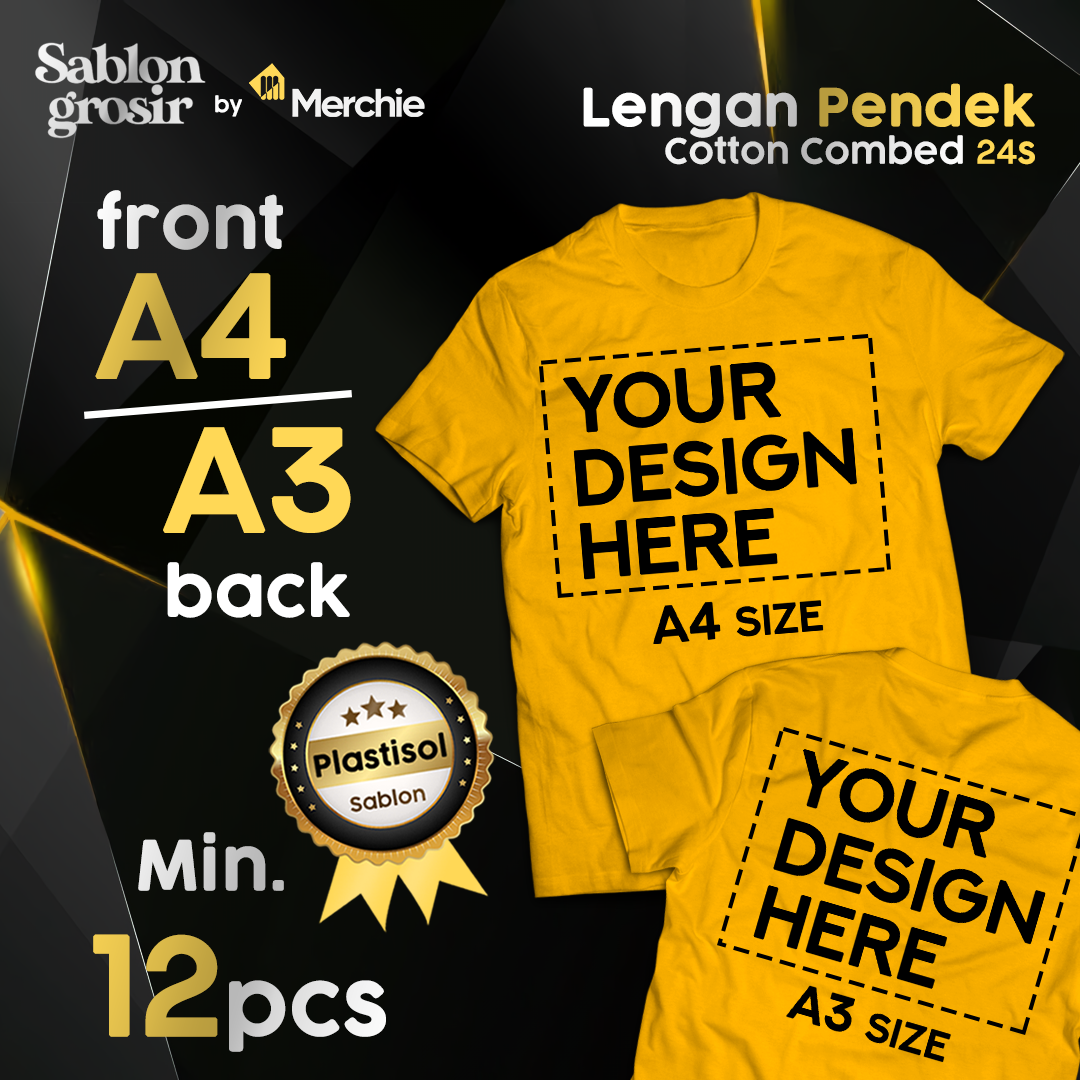 Sablon
grosir by Merchie
Lengan Pendek
Cotton Combed 24s
front
A4
A3
back
YOUR
DESIGN
HERE
A4 SIZE
Plastisol
Sablon
Min.
12pcs
YOUR
DESIGN
HERE
A3 SIZE